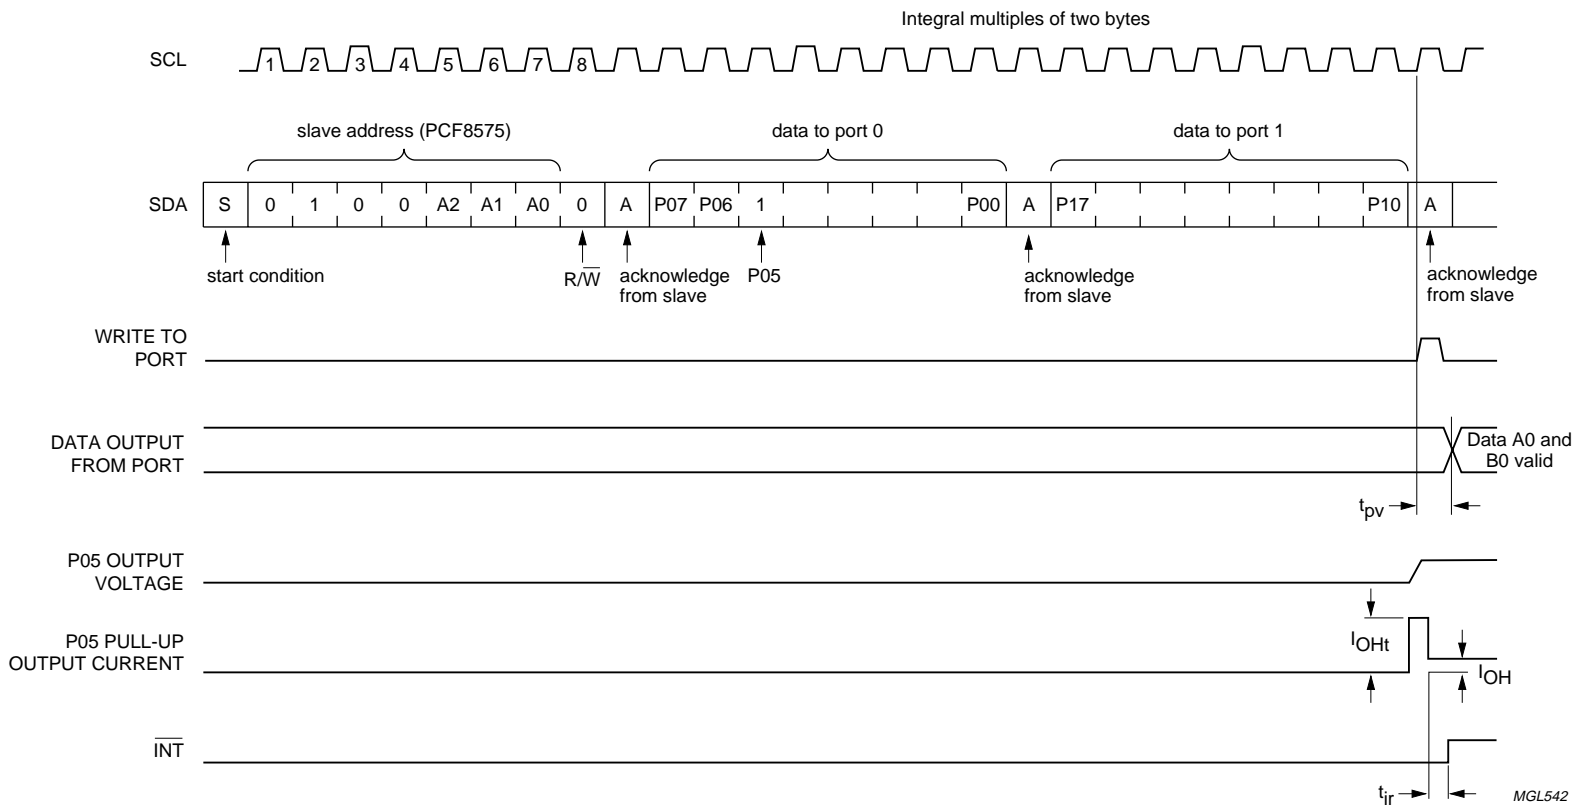 Integral multiples of two bytes
SCL
1 2 3 4 5 6 7 8
slave address (PCF8575)
data to port 0
data to port 1
SDA
S 0 1 0 0 A2 A1 A0 0 A P07 P06 1 P00 A P17 P10 A
start condition
R/W̅
acknowledge
from slave
P05
acknowledge
from slave
acknowledge
from slave
WRITE TO
PORT
DATA OUTPUT
FROM PORT
Data A0 and
B0 valid
tpv
P05 OUTPUT
VOLTAGE
P05 PULL-UP
OUTPUT CURRENT
IOHt
IOH
I̅N̅T̅
tir
MGL542